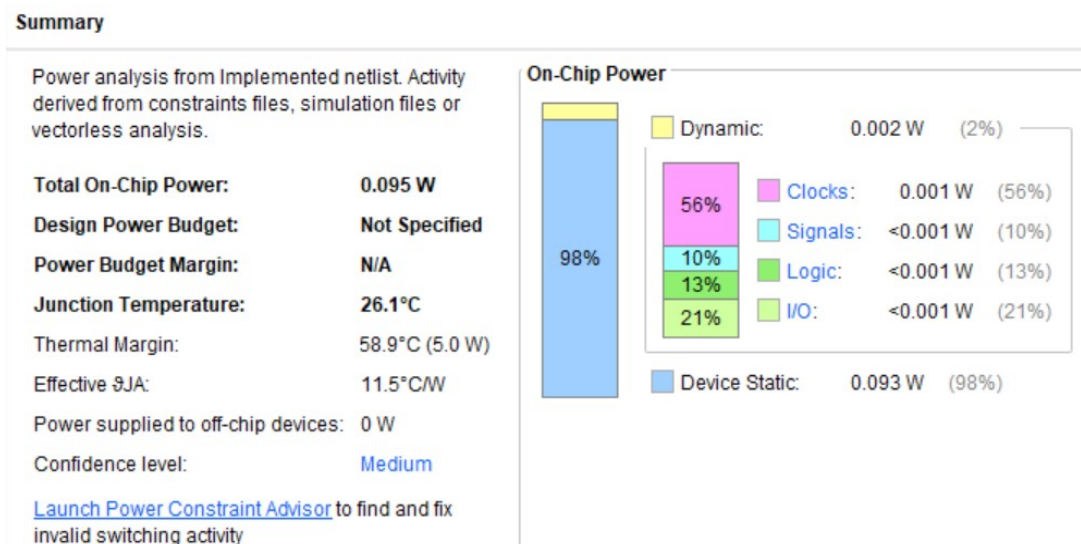 Summary
Power analysis from Implemented netlist. Activity
derived from constraints files, simulation files or
vectorless analysis.
Total On-Chip Power: 0.095 W
Design Power Budget: Not Specified
Power Budget Margin: N/A
Junction Temperature: 26.1°C
Thermal Margin: 58.9°C (5.0 W)
Effective ϑJA: 11.5°C/W
Power supplied to off-chip devices: 0 W
Confidence level: Medium
Launch Power Constraint Advisor to find and fix
invalid switching activity
On-Chip Power
98%
Dynamic: 0.002 W (2%)
56% Clocks: 0.001 W (56%)
10% Signals: <0.001 W (10%)
13% Logic: <0.001 W (13%)
21% I/O: <0.001 W (21%)
Device Static: 0.093 W (98%)